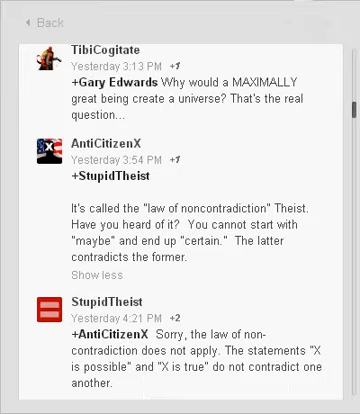 Back
TibiCogitate
Yesterday 3:13 PM +1
+Gary Edwards Why would a MAXIMALLY
great being create a universe? That's the real
question...
AntiCitizenX
Yesterday 3:54 PM +1
+StupidTheist
It's called the "law of noncontradiction" Theist.
Have you heard of it? You cannot start with
"maybe" and end up "certain." The latter
contradicts the former.
Show less
StupidTheist
Yesterday 4:21 PM +2
+AntiCitizenX Sorry, the law of non-
contradiction does not apply. The statements "X
is possible" and "X is true" do not contradict one
another.